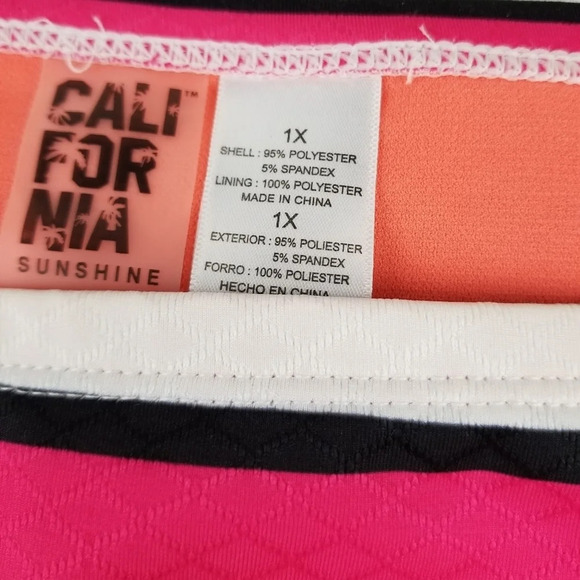 CALI™
FOR
NIA
SUNSHINE
1X
SHELL : 95% POLYESTER
5% SPANDEX
LINING : 100% POLYESTER
MADE IN CHINA
1X
EXTERIOR : 95% POLIESTER
5% SPANDEX
FORRO : 100% POLIESTER
HECHO EN CHINA